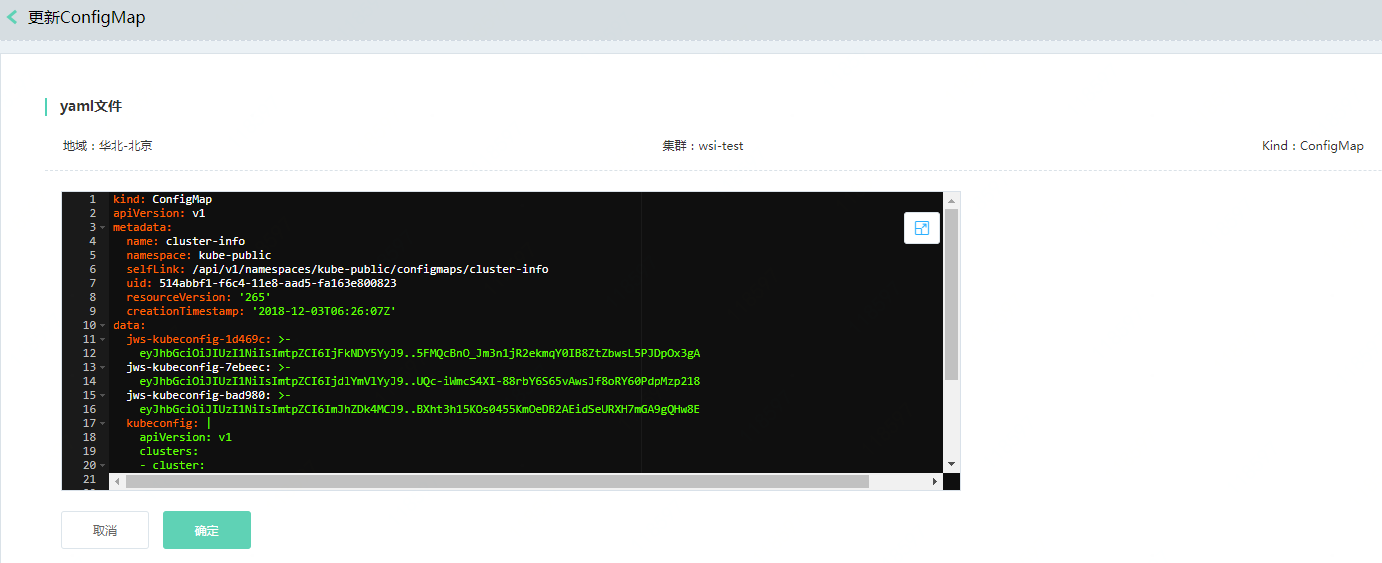 更新ConfigMap
yaml文件
地域：华北-北京
集群：wsi-test
Kind：ConfigMap
1 kind: ConfigMap
2 apiVersion: v1
3 metadata:
4 name: cluster-info
5 namespace: kube-public
6 selfLink: /api/v1/namespaces/kube-public/configmaps/cluster-info
7 uid: 514abbf1-f6c4-11e8-aad5-fa163e800823
8 resourceVersion: '265'
9 creationTimestamp: '2018-12-03T06:26:07Z'
10 data:
11 jws-kubeconfig-1d469c: >-
12 eyJhbGciOiJIUzI1NiIsImtpZCI6IjFkNDY5YyJ9..5FMQcBnO_Jm3n1jR2ekmqY0IB8ZtZbwsL5PJDpOx3gA
13 jws-kubeconfig-7ebeec: >-
14 eyJhbGciOiJIUzI1NiIsImtpZCI6IjdlYmVlYyJ9..UQc-iWmcS4XI-88rbY6S65vAwsJf8oRY60PdpMzp218
15 jws-kubeconfig-bad980: >-
16 eyJhbGciOiJIUzI1NiIsImtpZCI6ImJhZDk4MCJ9..BXht3h15KOs0455KmOeDB2AEidSeURXH7mGA9gQHw8E
17 kubeconfig: |
18 apiVersion: v1
19 clusters:
20 - cluster:
21
取消
确定